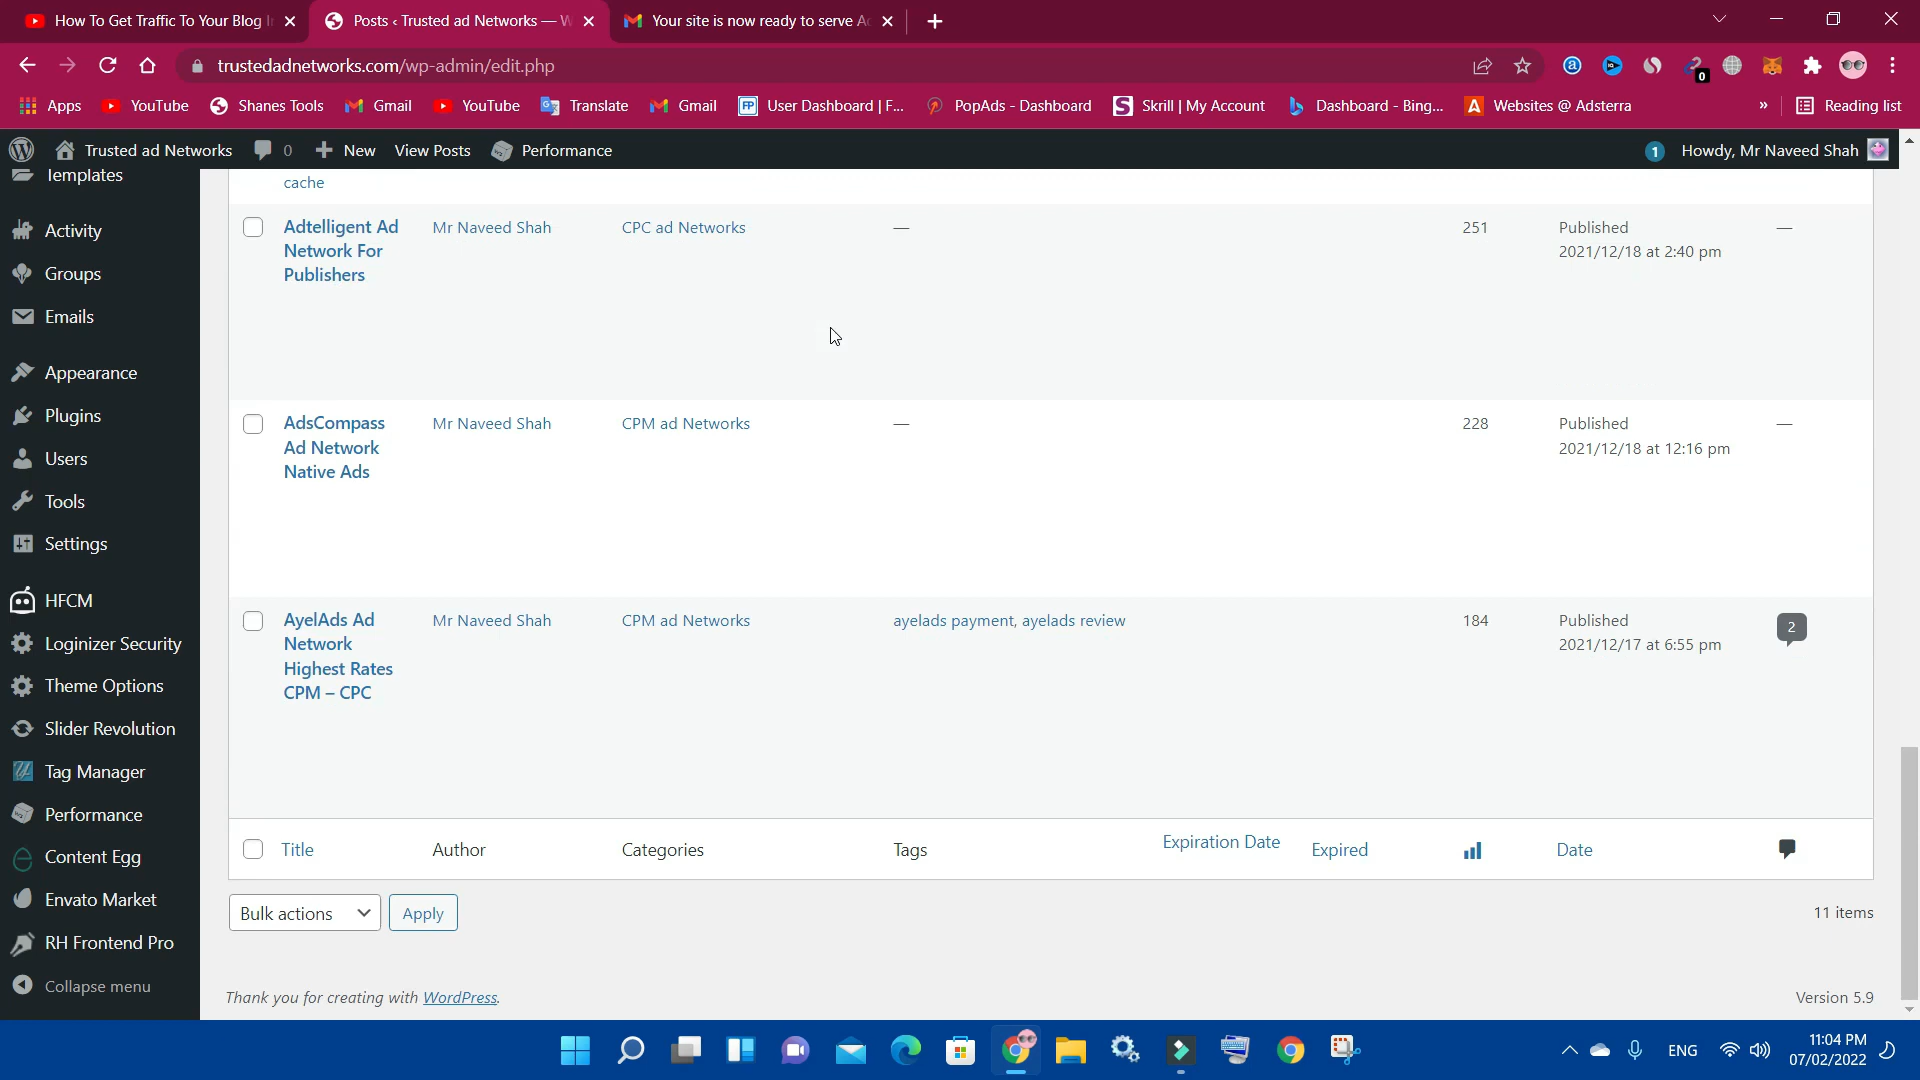 How To Get Traffic To Your Blog
Posts ‹ Trusted ad Networks —
Your site is now ready to serve
trustedadnetworks.com/wp-admin/edit.php
0
Apps
YouTube
Shanes Tools
Gmail
YouTube
Translate
Gmail
User Dashboard | F...
PopAds - Dashboard
Skrill | My Account
Dashboard - Bing...
Websites @ Adsterra
»
Reading list
Trusted ad Networks
0
New
View Posts
Performance
1
Howdy, Mr Naveed Shah
Templates
Activity
Groups
Emails
Appearance
Plugins
Users
Tools
Settings
HFCM
Loginizer Security
Theme Options
Slider Revolution
Tag Manager
Performance
Content Egg
Envato Market
RH Frontend Pro
Collapse menu
cache
Adtelligent Ad
Network For
Publishers
Mr Naveed Shah
CPC ad Networks
—
251
Published
2021/12/18 at 2:40 pm
—
AdsCompass
Ad Network
Native Ads
Mr Naveed Shah
CPM ad Networks
—
228
Published
2021/12/18 at 12:16 pm
—
AyelAds Ad
Network
Highest Rates
CPM – CPC
Mr Naveed Shah
CPM ad Networks
ayelads payment, ayelads review
184
Published
2021/12/17 at 6:55 pm
2
Title
Author
Categories
Tags
Expiration Date
Expired
Date
Bulk actions
Apply
11 items
Thank you for creating with WordPress.
Version 5.9
ENG
11:04 PM
07/02/2022